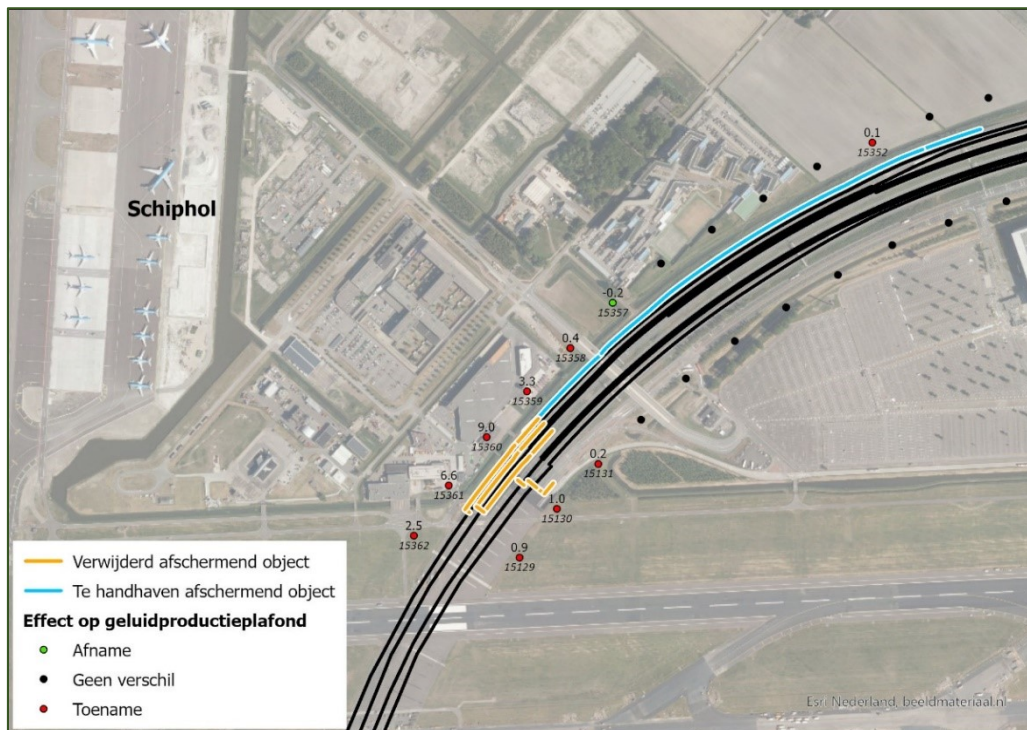 0.1
15352
Schiphol
-0.2
15357
0.4
15358
3.3
15359
9.0
15360
0.2
15131
6.6
15361
1.0
15130
2.5
15362
0.9
15129
Verwijderd afschermend object
Te handhaven afschermend object
Effect op geluidproductieplafond
Afname
Geen verschil
Toename
Esri Nederland, beeldmateriaal.nl